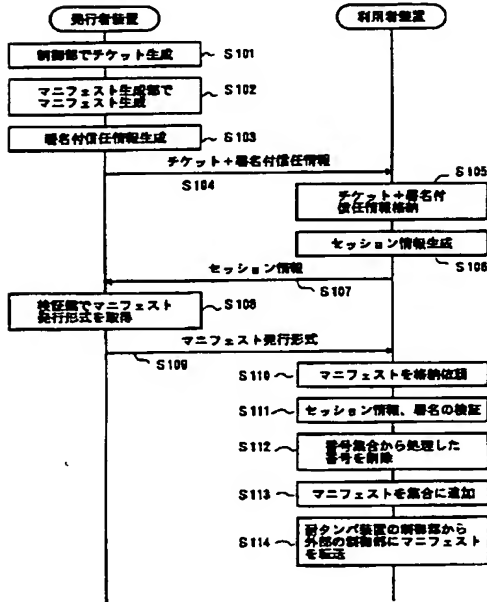 発行者装置
利用者装置
制御部でチケット生成
S101
マニフェスト生成部で
マニフェスト生成
S102
署名付信任情報生成
S103
チケット+署名付信任情報
S104
S105
チケット+署名付
信任情報格納
セッション情報生成
S106
セッション情報
S107
検証鍵でマニフェスト
発行形式を取得
S108
マニフェスト発行形式
S109
S110
マニフェストを格納依頼
S111
セッション情報、署名の検証
S112
番号集合から処理した
番号を削除
S113
マニフェストを集合に追加
S114
耐タンパ装置の制御部から
外部の制御部にマニフェスト
を転送